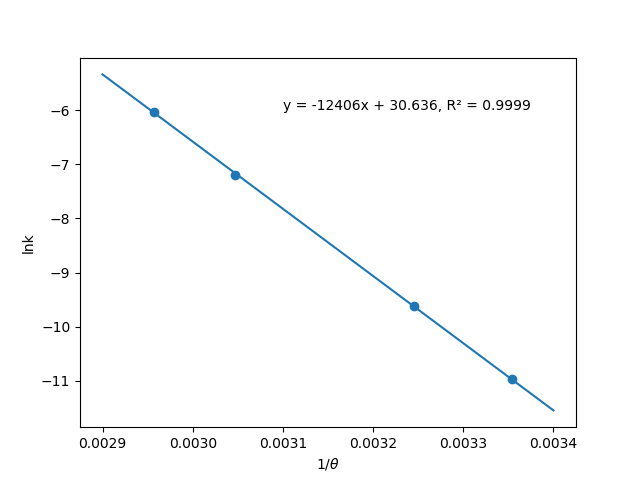 y = -12406x + 30.636, R² = 0.9999
lnk
−6
−7
−8
−9
−10
−11
0.0029 0.0030 0.0031 0.0032 0.0033 0.0034
1/θ